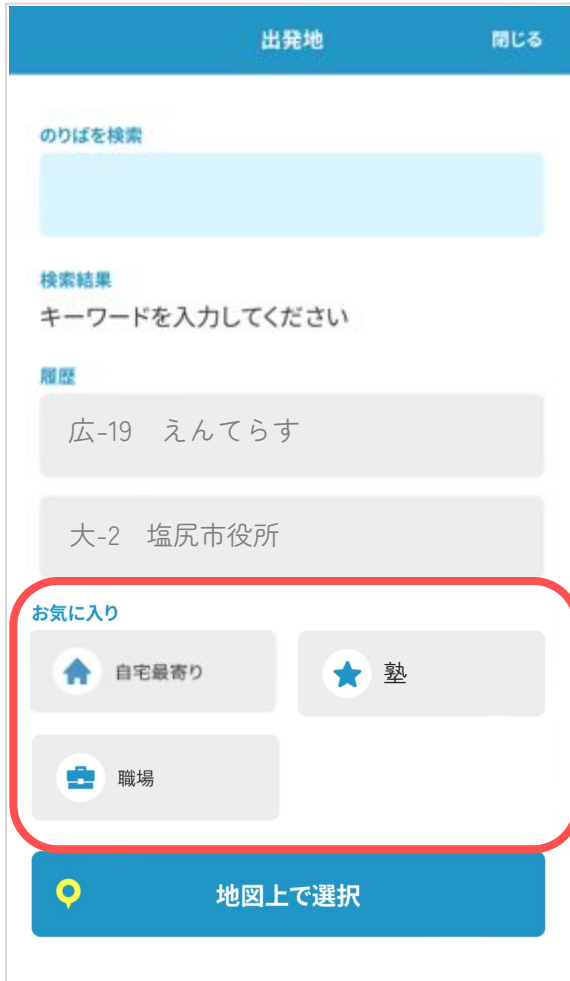 出発地 閉じる
のりばを検索
検索結果
キーワードを入力してください
履歴
広-19　えんてらす
大-2　塩尻市役所
お気に入り
自宅最寄り 塾
職場
地図上で選択